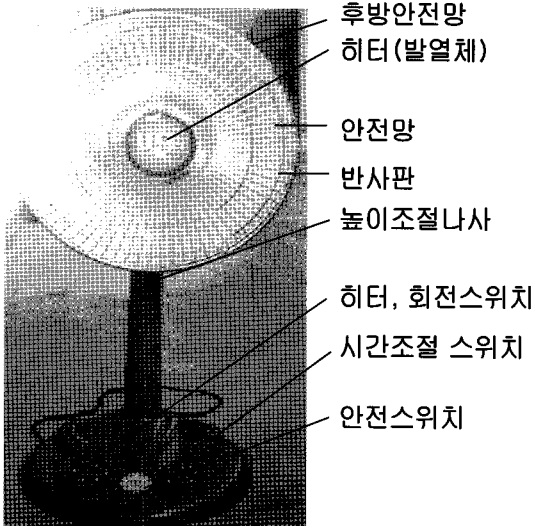 후방안전망
히터(발열체)
안전망
반사판
높이조절나사
히터, 회전스위치
시간조절 스위치
안전스위치